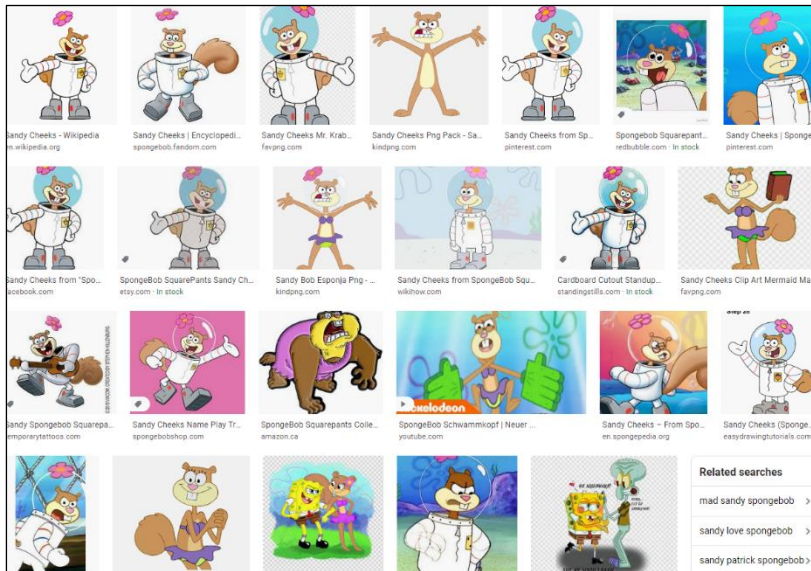 Sandy Cheeks - Wikipedia
en.wikipedia.org
Sandy Cheeks | Encyclopedi...
spongebob.fandom.com
Sandy Cheeks Mr. Krab...
favpng.com
Sandy Cheeks Png Pack - Sa...
kindpng.com
Sandy Cheeks from Sp...
pinterest.com
Spongebob Squarepant...
redbubble.com · In stock
Sandy Cheeks | Sponge
pinterest.com
Sandy Cheeks from "Spo...
facebook.com
SpongeBob SquarePants Sandy Ch...
etsy.com · In stock
Sandy Bob Esponja Png - ...
kindpng.com
Sandy Cheeks from SpongeBob Squ...
wikihow.com
Cardboard Cutout Standup...
standingstills.com · In stock
Sandy Cheeks Clip Art Mermaid Ma
favpng.com
Sandy Spongebob Squarepa...
temporarytattoos.com
Sandy Cheeks Name Play Tr...
spongebobshop.com
SpongeBob Squarepants Colle...
amazon.ca
nickelodeon
SpongeBob Schwammkopf | Neuer ...
youtube.com
Sandy Cheeks – From Spo...
en.spongepedia.org
Sandy Cheeks (Sponge...
easydrawingtutorials.com
Related searches
mad sandy spongebob
sandy love spongebob
sandy patrick spongebob